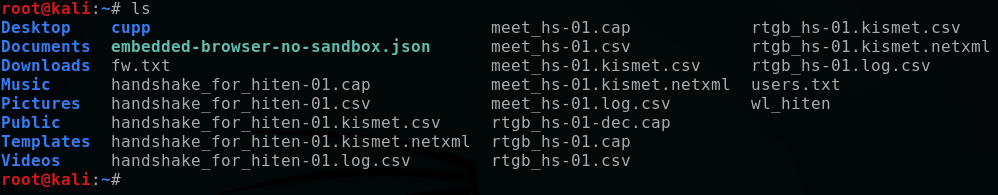 root@kali:~# ls
Desktop cupp meet_hs-01.cap rtgb_hs-01.kismet.csv
Documents embedded-browser-no-sandbox.json meet_hs-01.csv rtgb_hs-01.kismet.netxml
Downloads fw.txt meet_hs-01.kismet.csv rtgb_hs-01.log.csv
Music handshake_for_hiten-01.cap meet_hs-01.kismet.netxml users.txt
Pictures handshake_for_hiten-01.csv meet_hs-01.log.csv wl_hiten
Public handshake_for_hiten-01.kismet.csv rtgb_hs-01-dec.cap
Templates handshake_for_hiten-01.kismet.netxml rtgb_hs-01.cap
Videos handshake_for_hiten-01.log.csv rtgb_hs-01.csv
root@kali:~#